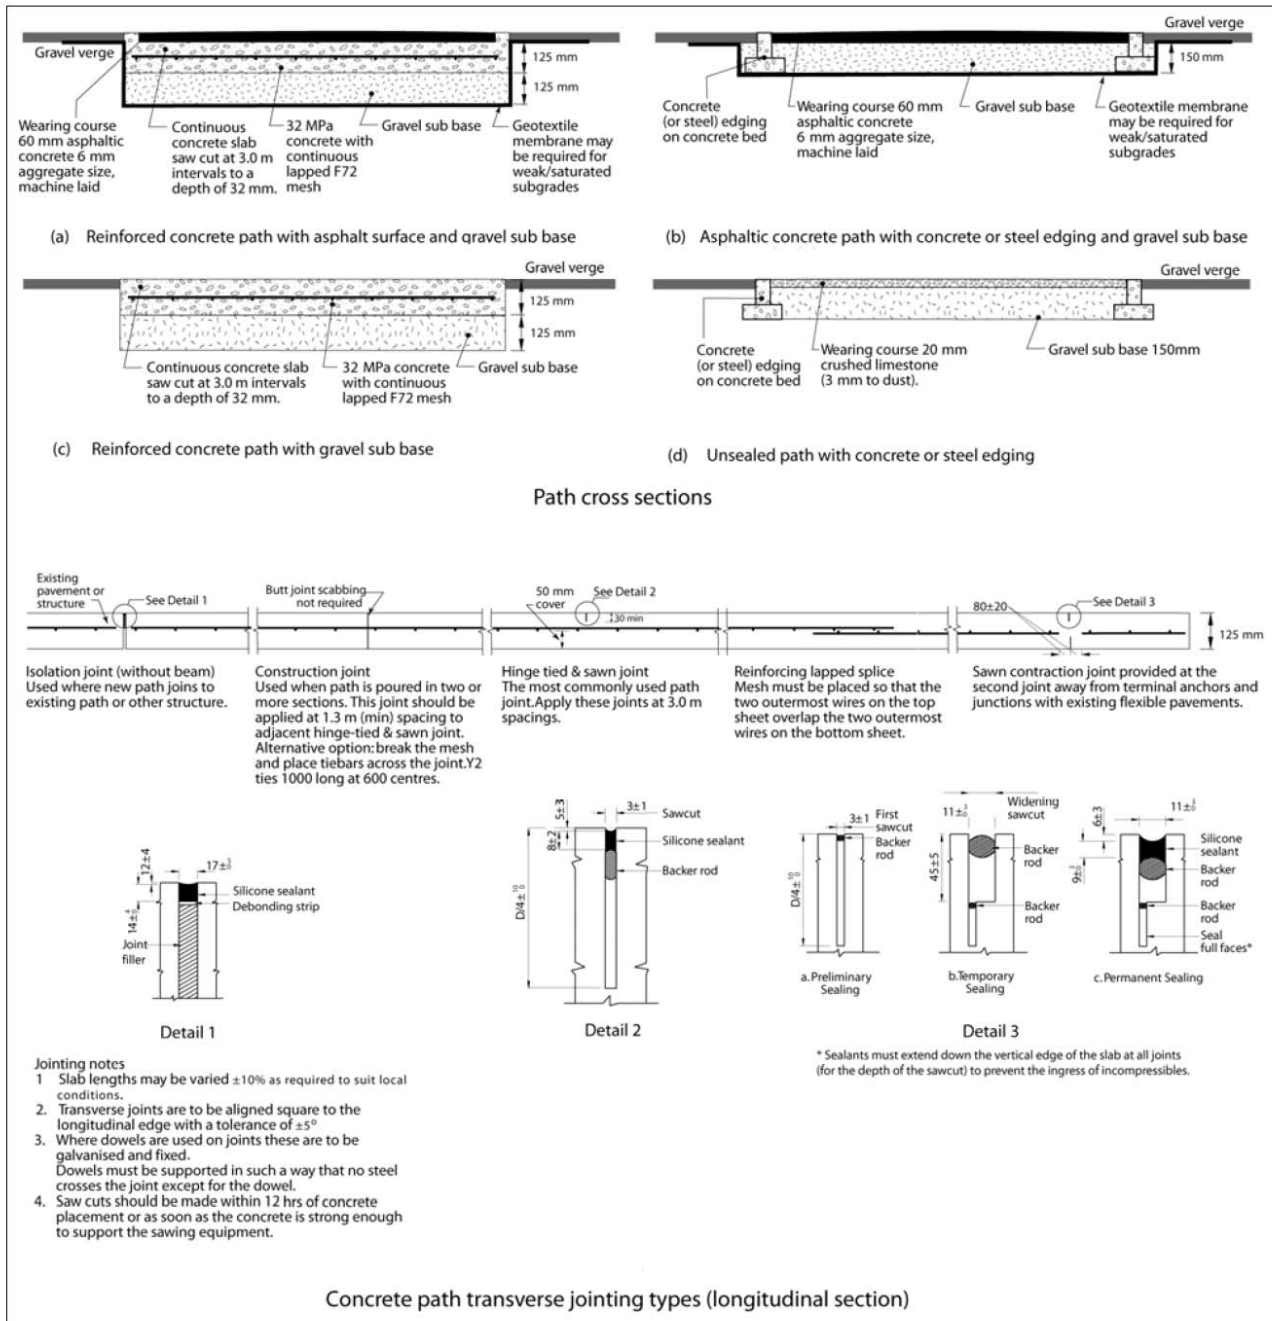 Gravel verge
125 mm
125 mm
Wearing course
60 mm asphaltic
concrete 6 mm
aggregate size,
machine laid
Continuous
concrete slab
saw cut at 3.0 m
intervals to a
depth of 32 mm.
32 MPa
concrete with
continuous
lapped F72
mesh
Gravel sub base
Geotextile
membrane may
be required for
weak/saturated
subgrades
(a) Reinforced concrete path with asphalt surface and gravel sub base
Gravel verge
150 mm
Concrete
(or steel) edging
on concrete bed
Wearing course 60 mm
asphaltic concrete
6 mm aggregate size,
machine laid
Gravel sub base
Geotextile membrane
may be required for
weak/saturated
subgrades
(b) Asphaltic concrete path with concrete or steel edging and gravel sub base
Gravel verge
125 mm
125 mm
Continuous concrete slab
saw cut at 3.0 m intervals
to a depth of 32 mm.
32 MPa concrete
with continuous
lapped F72 mesh
Gravel sub base
(c) Reinforced concrete path with gravel sub base
Gravel verge
Concrete
(or steel) edging
on concrete bed
Wearing course 20 mm
crushed limestone
(3 mm to dust).
Gravel sub base 150mm
(d) Unsealed path with concrete or steel edging
Path cross sections
Existing
pavement or
structure
See Detail 1
Butt joint scabbing
not required
50 mm
cover
See Detail 2
30 min
80±20
See Detail 3
125 mm
Isolation joint (without beam)
Used where new path joins to
existing path or other structure.
Construction joint
Used when path is poured in two or
more sections. This joint should be
applied at 1.3 m (min) spacing to
adjacent hinge-tied & sawn joint.
Alternative option:break the mesh
and place tiebars across the joint.Y2
ties 1000 long at 600 centres.
Hinge tied & sawn joint
The most commonly used path
joint.Apply these joints at 3.0 m
spacings.
Reinforcing lapped splice
Mesh must be placed so that the
two outermost wires on the top
sheet overlap the two outermost
wires on the bottom sheet.
Sawn contraction joint provided at the
second joint away from terminal anchors and
junctions with existing flexible pavements.
12±4
17±
14±
Silicone sealant
Debonding strip
Joint
filler
Detail 1
5±3
3±1
8±2
D/4±
Sawcut
Silicone sealant
Backer rod
Detail 2
3±1
First
sawcut
Backer
rod
D/4±
a.Preliminary
Sealing
11±
Widening
sawcut
45±5
Backer
rod
Backer
rod
b.Temporary
Sealing
6±3
11±
9±
Silicone
sealant
Backer
rod
Backer
rod
Seal
full faces*
c.Permanent Sealing
Detail 3
* Sealants must extend down the vertical edge of the slab at all joints
(for the depth of the sawcut) to prevent the ingress of incompressibles.
Jointing notes
1 Slab lengths may be varied ±10% as required to suit local
conditions.
2. Transverse joints are to be aligned square to the
longitudinal edge with a tolerance of ±5°
3. Where dowels are used on joints these are to be
galvanised and fixed.
Dowels must be supported in such a way that no steel
crosses the joint except for the dowel.
4. Saw cuts should be made within 12 hrs of concrete
placement or as soon as the concrete is strong enough
to support the sawing equipment.
Concrete path transverse jointing types (longitudinal section)